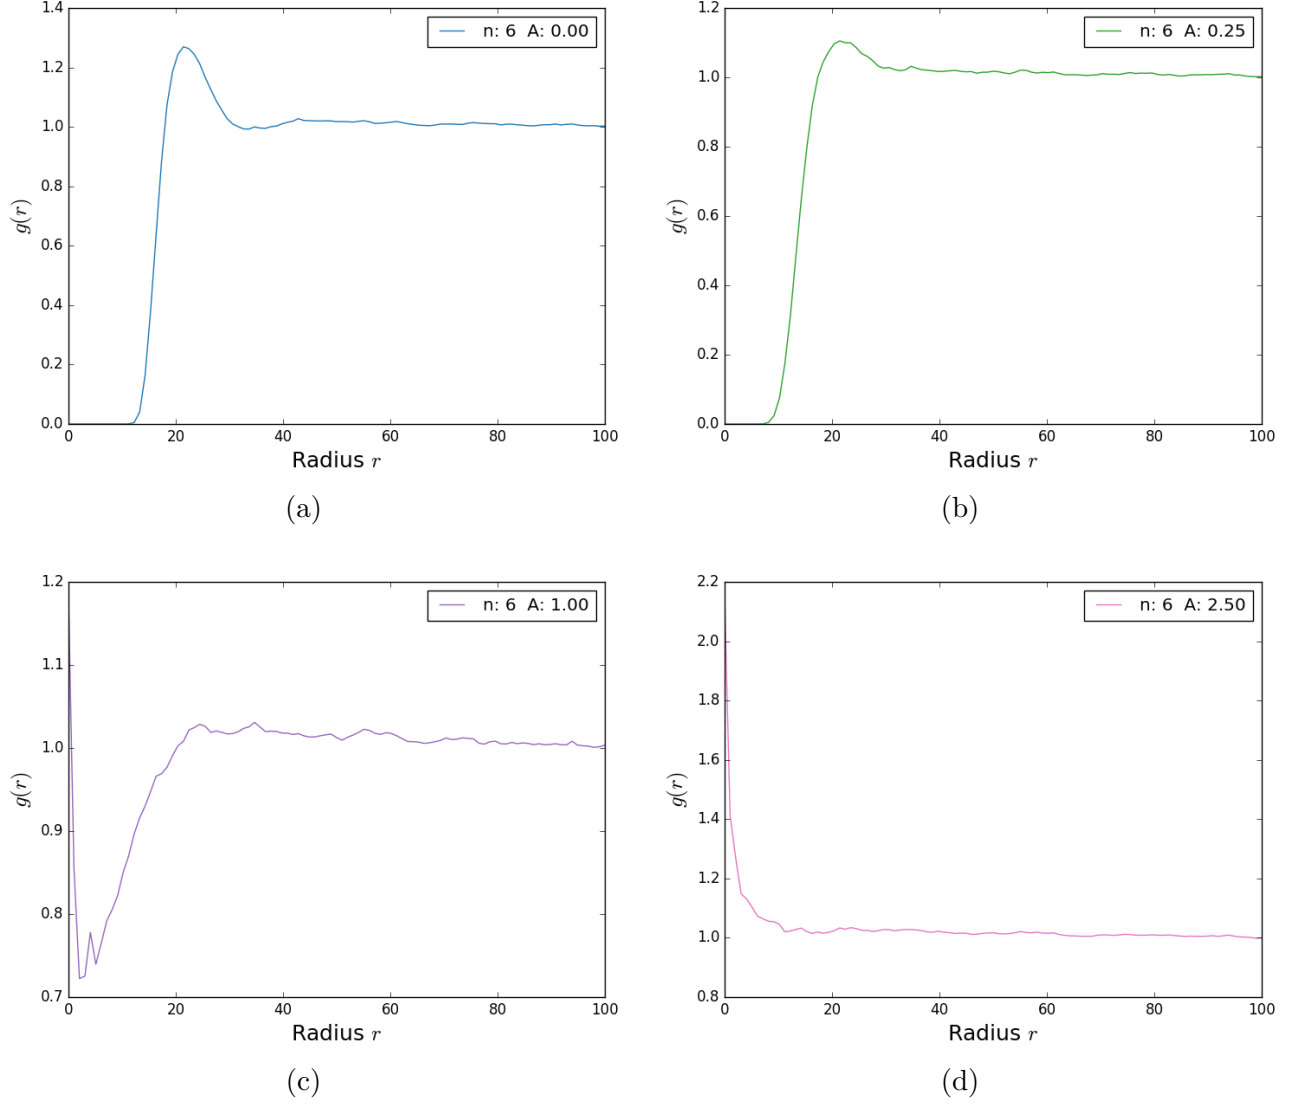 1.4
1.2
1.0
0.8
0.6
0.4
0.2
0.0
g(r)
n: 6 A: 0.00
0 20 40 60 80 100
Radius r
(a)
1.2
1.0
0.8
0.6
0.4
0.2
0.0
g(r)
n: 6 A: 0.25
0 20 40 60 80 100
Radius r
(b)
1.2
1.1
1.0
0.9
0.8
0.7
g(r)
n: 6 A: 1.00
0 20 40 60 80 100
Radius r
(c)
2.2
2.0
1.8
1.6
1.4
1.2
1.0
0.8
g(r)
n: 6 A: 2.50
0 20 40 60 80 100
Radius r
(d)